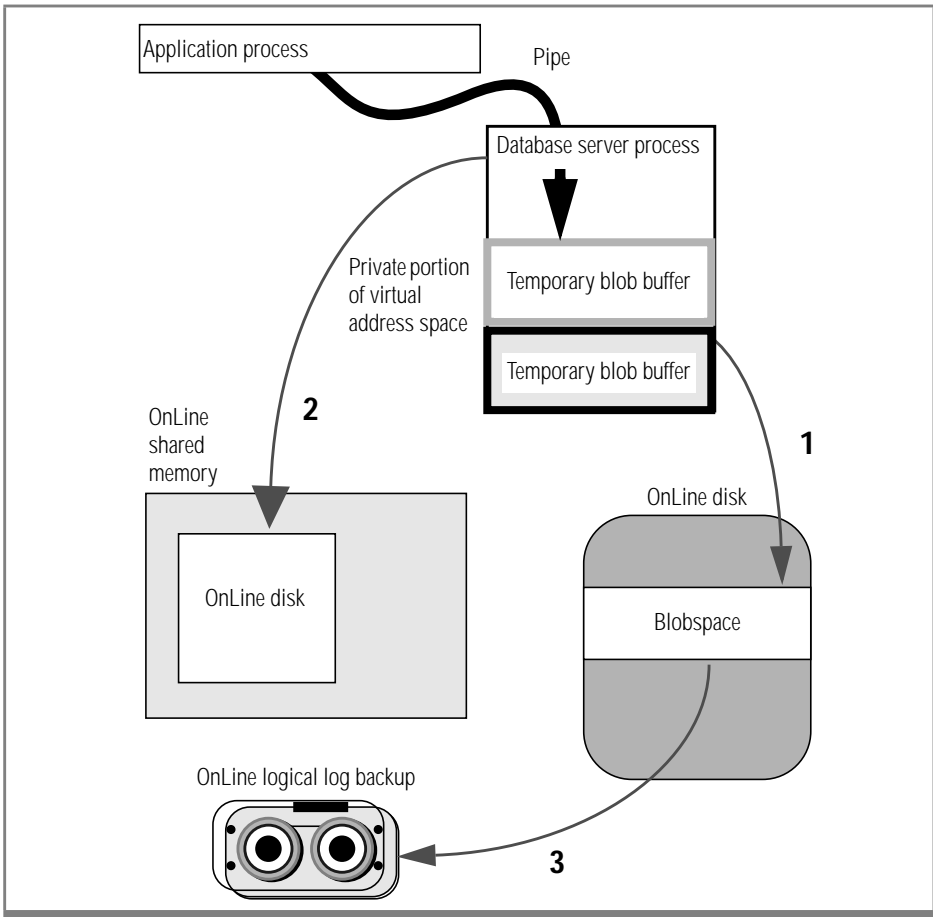 Application process
Pipe
Database server process
Private portion
of virtual
address space
Temporary blob buffer
Temporary blob buffer
2
1
OnLine
shared
memory
OnLine disk
OnLine disk
Blobspace
OnLine logical log backup
3